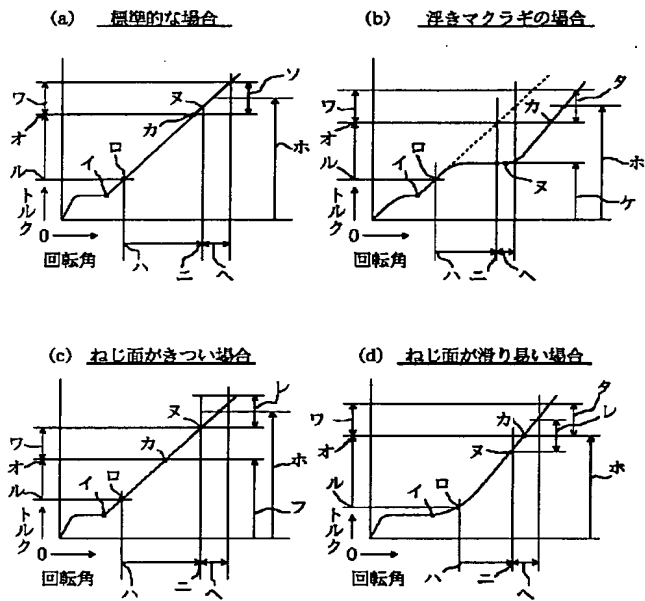 (a) 標準的な場合
ワ
オ
ル
イ
ロ
カ
ヌ
ソ
ホ
トルク
0
回転角
ハ
ニ
ヘ
(b) 浮きマクラギの場合
ワ
オ
ル
イ
ロ
カ
ヌ
タ
ホ
ケ
トルク
0
回転角
ハ
ニ
ヘ
(c) ねじ面がきつい場合
ワ
オ
ル
イ
ロ
カ
ヌ
レ
ホ
フ
トルク
0
回転角
ハ
ニ
ヘ
(d) ねじ面が滑り易い場合
ワ
オ
ル
イ
ロ
カ
ヌ
タ
レ
ホ
トルク
0
回転角
ハ
ニ
ヘ